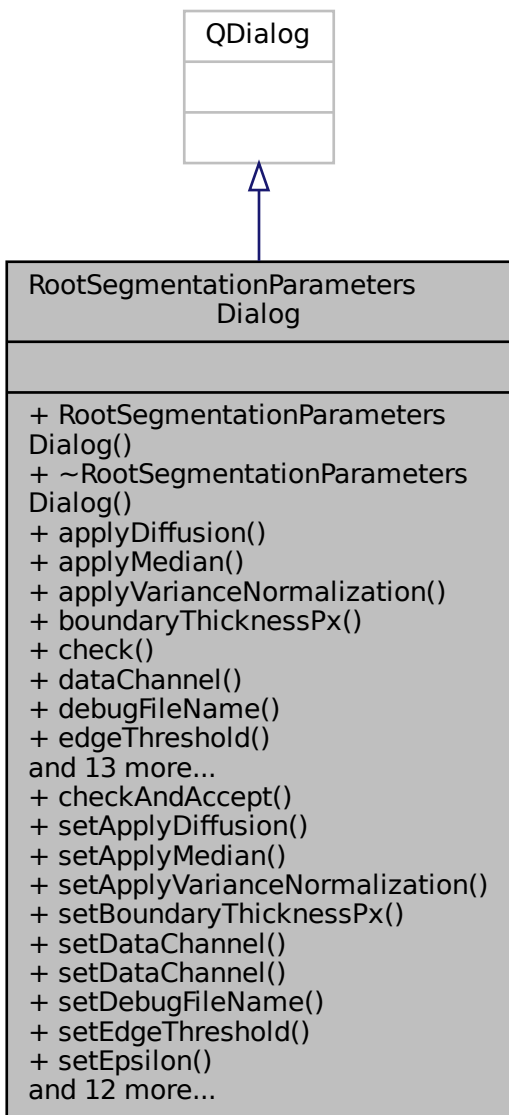 QDialog
RootSegmentationParameters
Dialog
+ RootSegmentationParameters
Dialog()
+ ~RootSegmentationParameters
Dialog()
+ applyDiffusion()
+ applyMedian()
+ applyVarianceNormalization()
+ boundaryThicknessPx()
+ check()
+ dataChannel()
+ debugFileName()
+ edgeThreshold()
and 13 more...
+ checkAndAccept()
+ setApplyDiffusion()
+ setApplyMedian()
+ setApplyVarianceNormalization()
+ setBoundaryThicknessPx()
+ setDataChannel()
+ setDataChannel()
+ setDebugFileName()
+ setEdgeThreshold()
+ setEpsilon()
and 12 more...